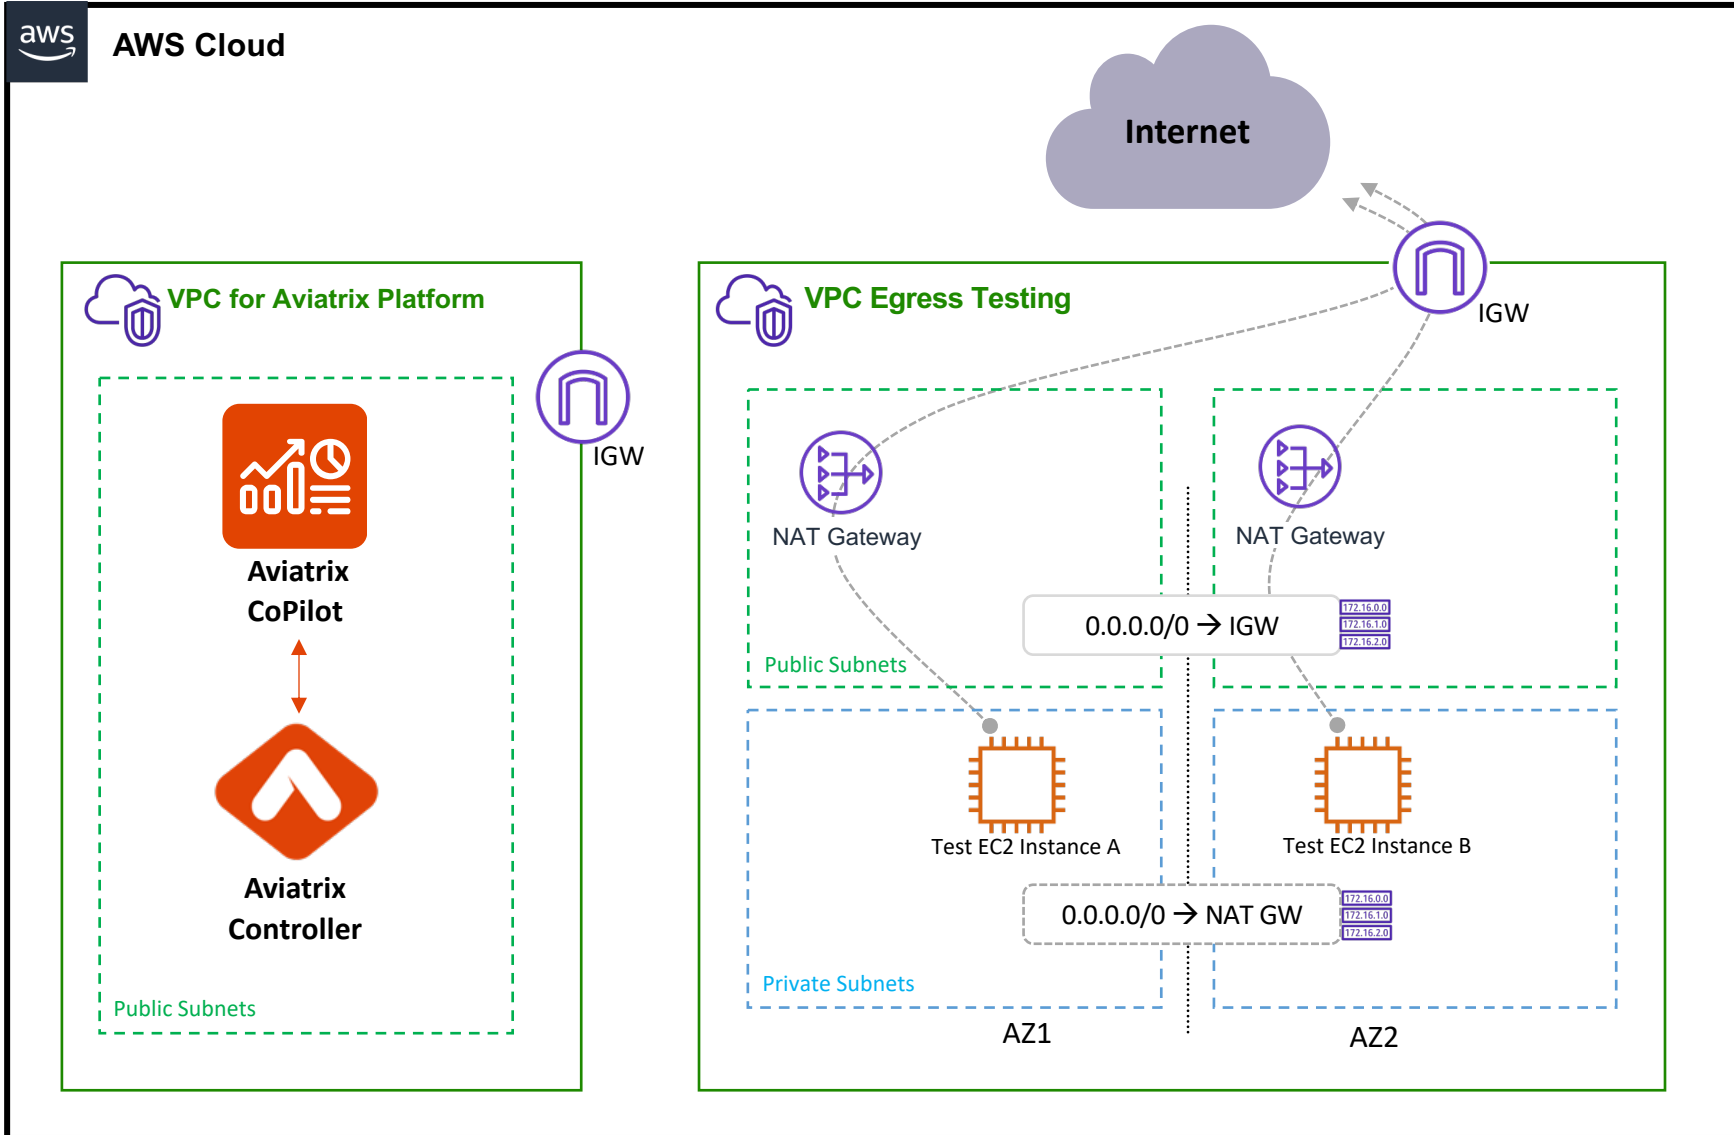 aws
AWS Cloud
Internet
VPC for Aviatrix Platform
IGW
Aviatrix
CoPilot
Aviatrix
Controller
Public Subnets
VPC Egress Testing
IGW
NAT Gateway
NAT Gateway
0.0.0.0/0 → IGW
172.16.0.0
172.16.1.0
172.16.2.0
Public Subnets
Test EC2 Instance A
Test EC2 Instance B
0.0.0.0/0 → NAT GW
172.16.0.0
172.16.1.0
172.16.2.0
Private Subnets
AZ1
AZ2